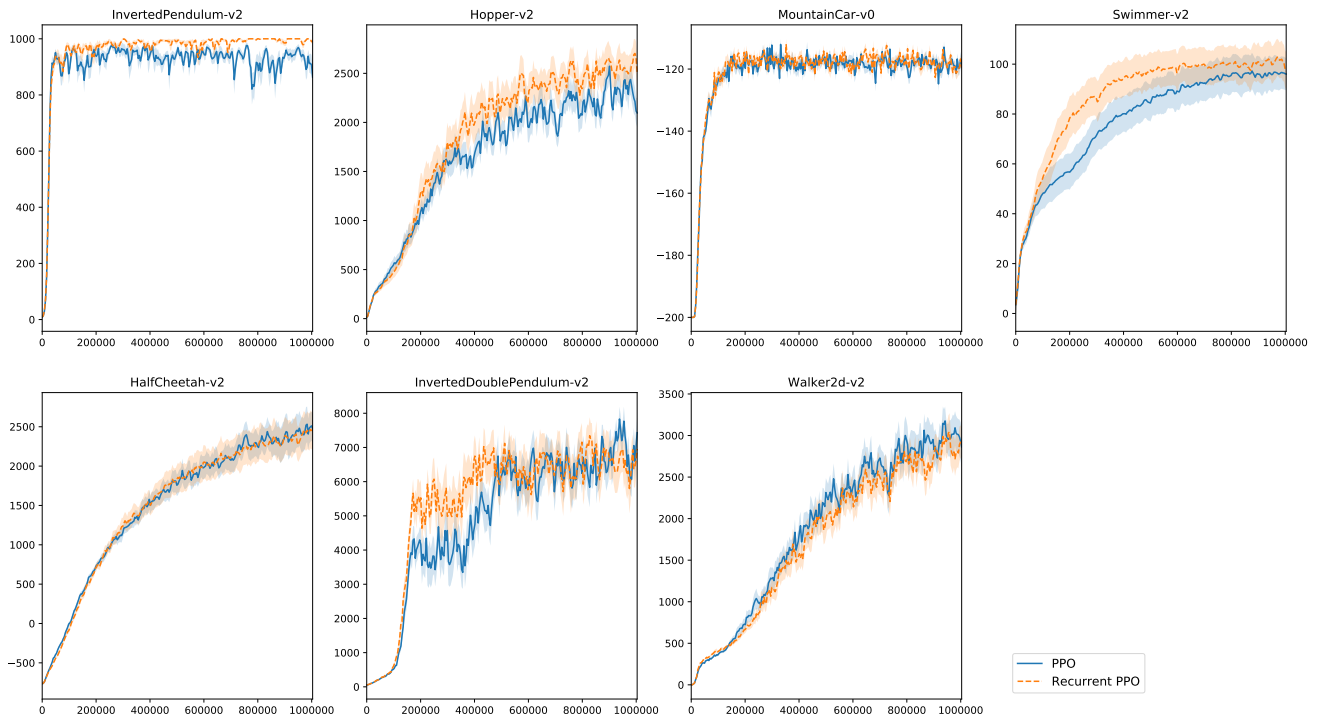 InvertedPendulum-v2
1000
800
600
400
200
0
0 200000 400000 600000 800000 1000000
Hopper-v2
2500
2000
1500
1000
500
0
0 200000 400000 600000 800000 1000000
MountainCar-v0
−120
−140
−160
−180
−200
0 200000 400000 600000 800000 1000000
Swimmer-v2
100
80
60
40
20
0
0 200000 400000 600000 800000 1000000
HalfCheetah-v2
2500
2000
1500
1000
500
0
−500
0 200000 400000 600000 800000 1000000
InvertedDoublePendulum-v2
8000
7000
6000
5000
4000
3000
2000
1000
0
0 200000 400000 600000 800000 1000000
Walker2d-v2
3500
3000
2500
2000
1500
1000
500
0
0 200000 400000 600000 800000 1000000
PPO
Recurrent PPO